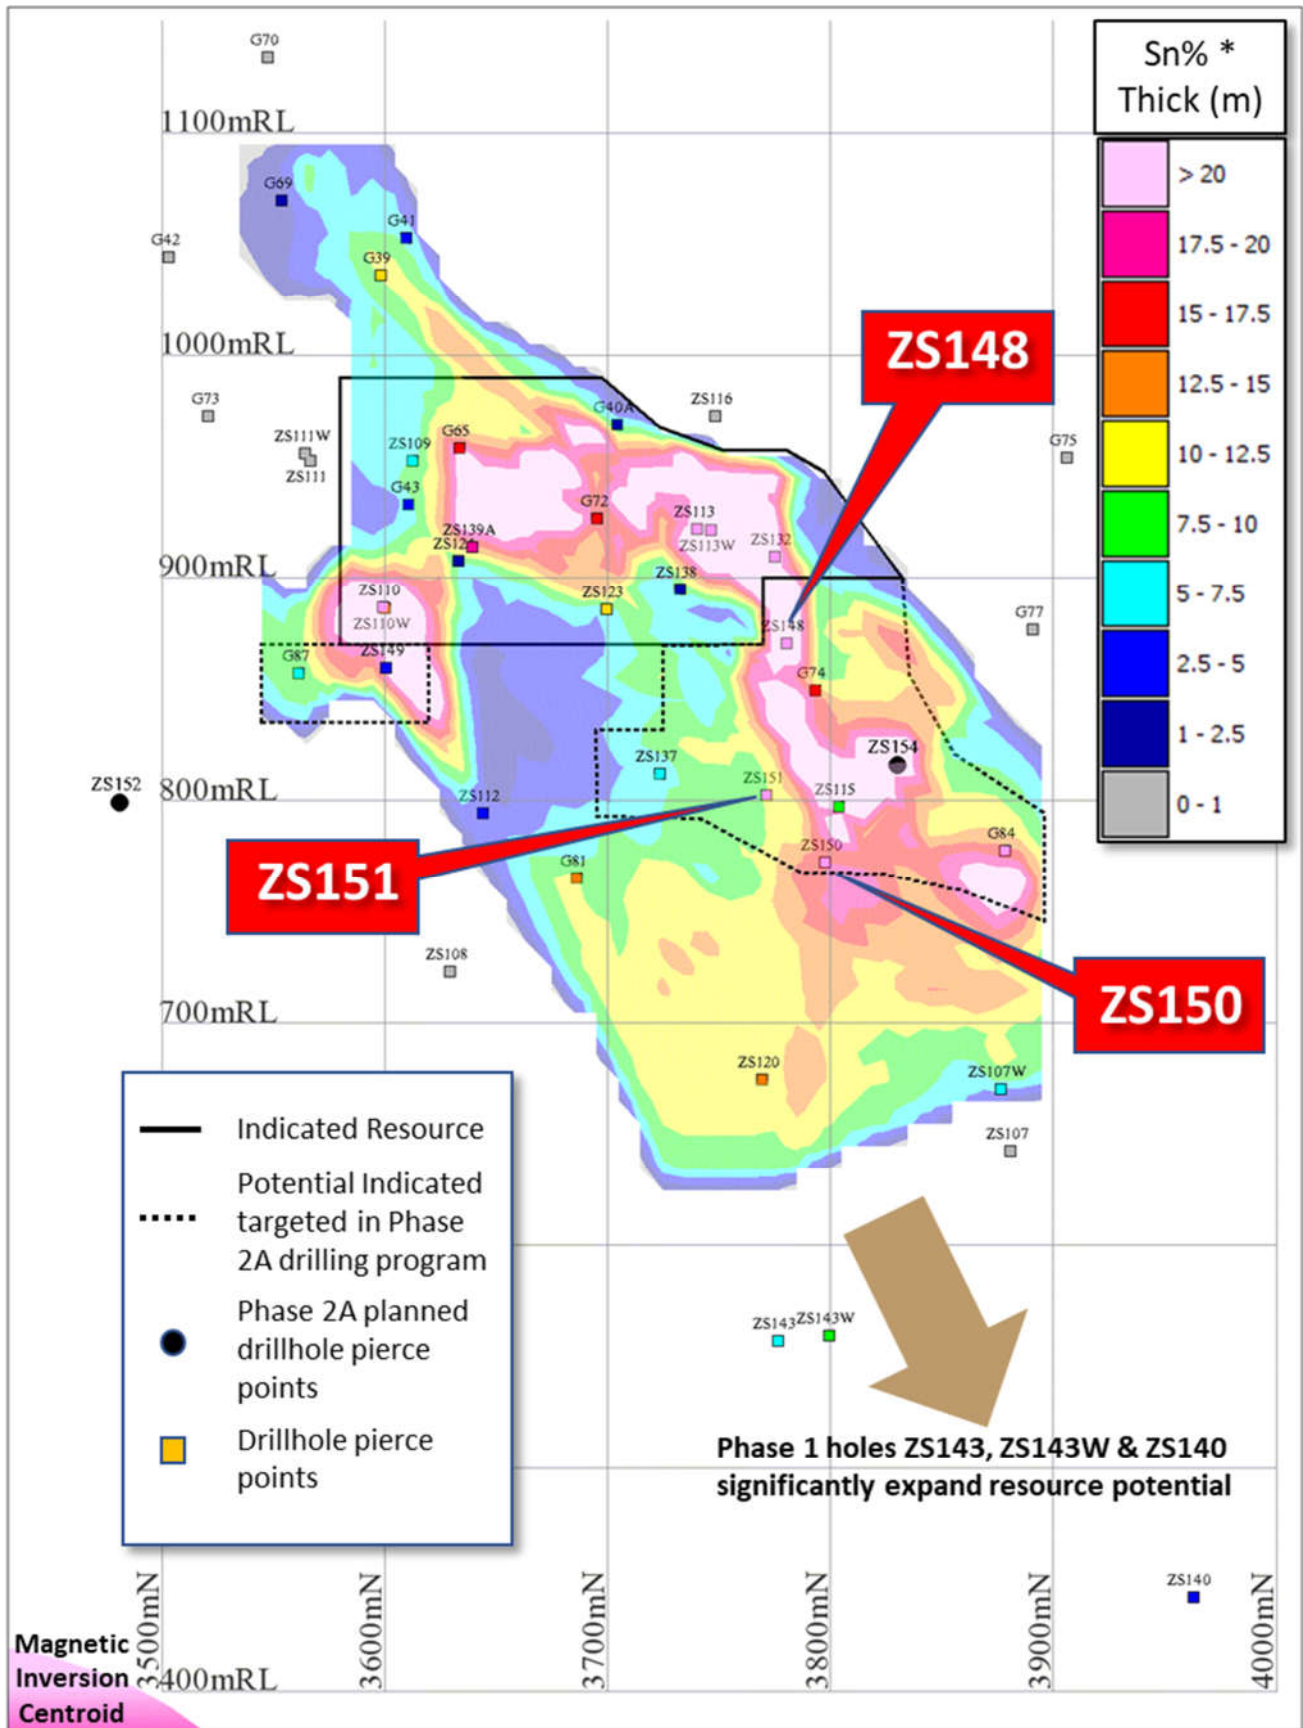 G70
Sn% *
Thick (m)
1100mRL
> 20
G69
G41
17.5 - 20
G42
G39
15 - 17.5
1000mRL
ZS148
12.5 - 15
G73
G40A
ZS116
10 - 12.5
ZS111W
ZS109
G65
G75
ZS111
G43
G72
ZS113
7.5 - 10
ZS139A
ZS113W
ZS132
900mRL
ZS138
5 - 7.5
ZS110
ZS123
ZS110W
ZS148
G77
G87
ZS149
2.5 - 5
G74
1 - 2.5
ZS154
ZS137
ZS152
800mRL
ZS151
ZS115
0 - 1
ZS112
G84
ZS150
ZS151
G81
ZS108
ZS150
700mRL
ZS120
ZS107W
Indicated Resource
ZS107
Potential Indicated
targeted in Phase
2A drilling program
Phase 2A planned
drillhole pierce
points
ZS143
ZS143W
Drillhole pierce
points
Phase 1 holes ZS143, ZS143W & ZS140
significantly expand resource potential
ZS140
3500mN
3600mN
3700mN
3800mN
3900mN
4000mN
Magnetic
Inversion
Centroid
400mRL